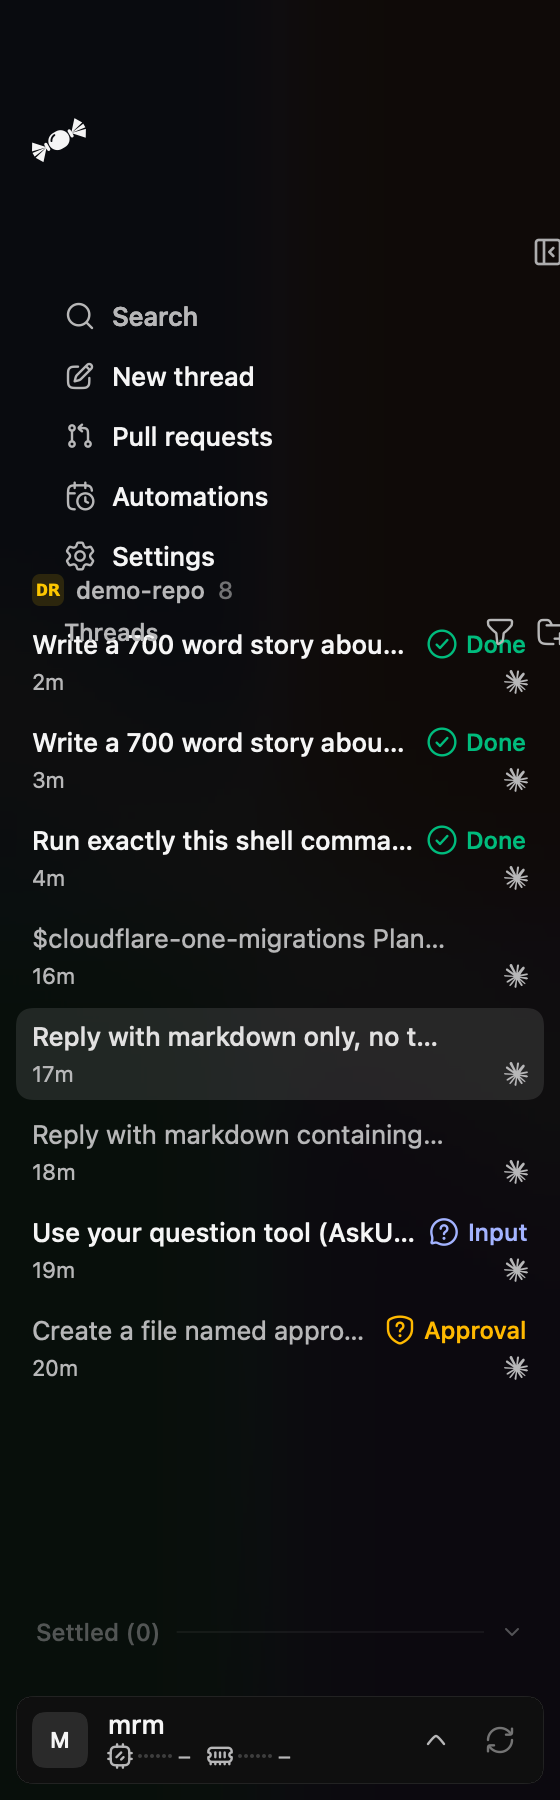 Search
New thread
Pull requests
Automations
Settings
DR demo-repo 8
Threads
Write a 700 word story abou... Done
2m
Write a 700 word story abou... Done
3m
Run exactly this shell comma... Done
4m
$cloudflare-one-migrations Plan...
16m
Reply with markdown only, no t...
17m
Reply with markdown containing...
18m
Use your question tool (AskU... Input
19m
Create a file named appro... Approval
20m
Settled (0)
M mrm
– –